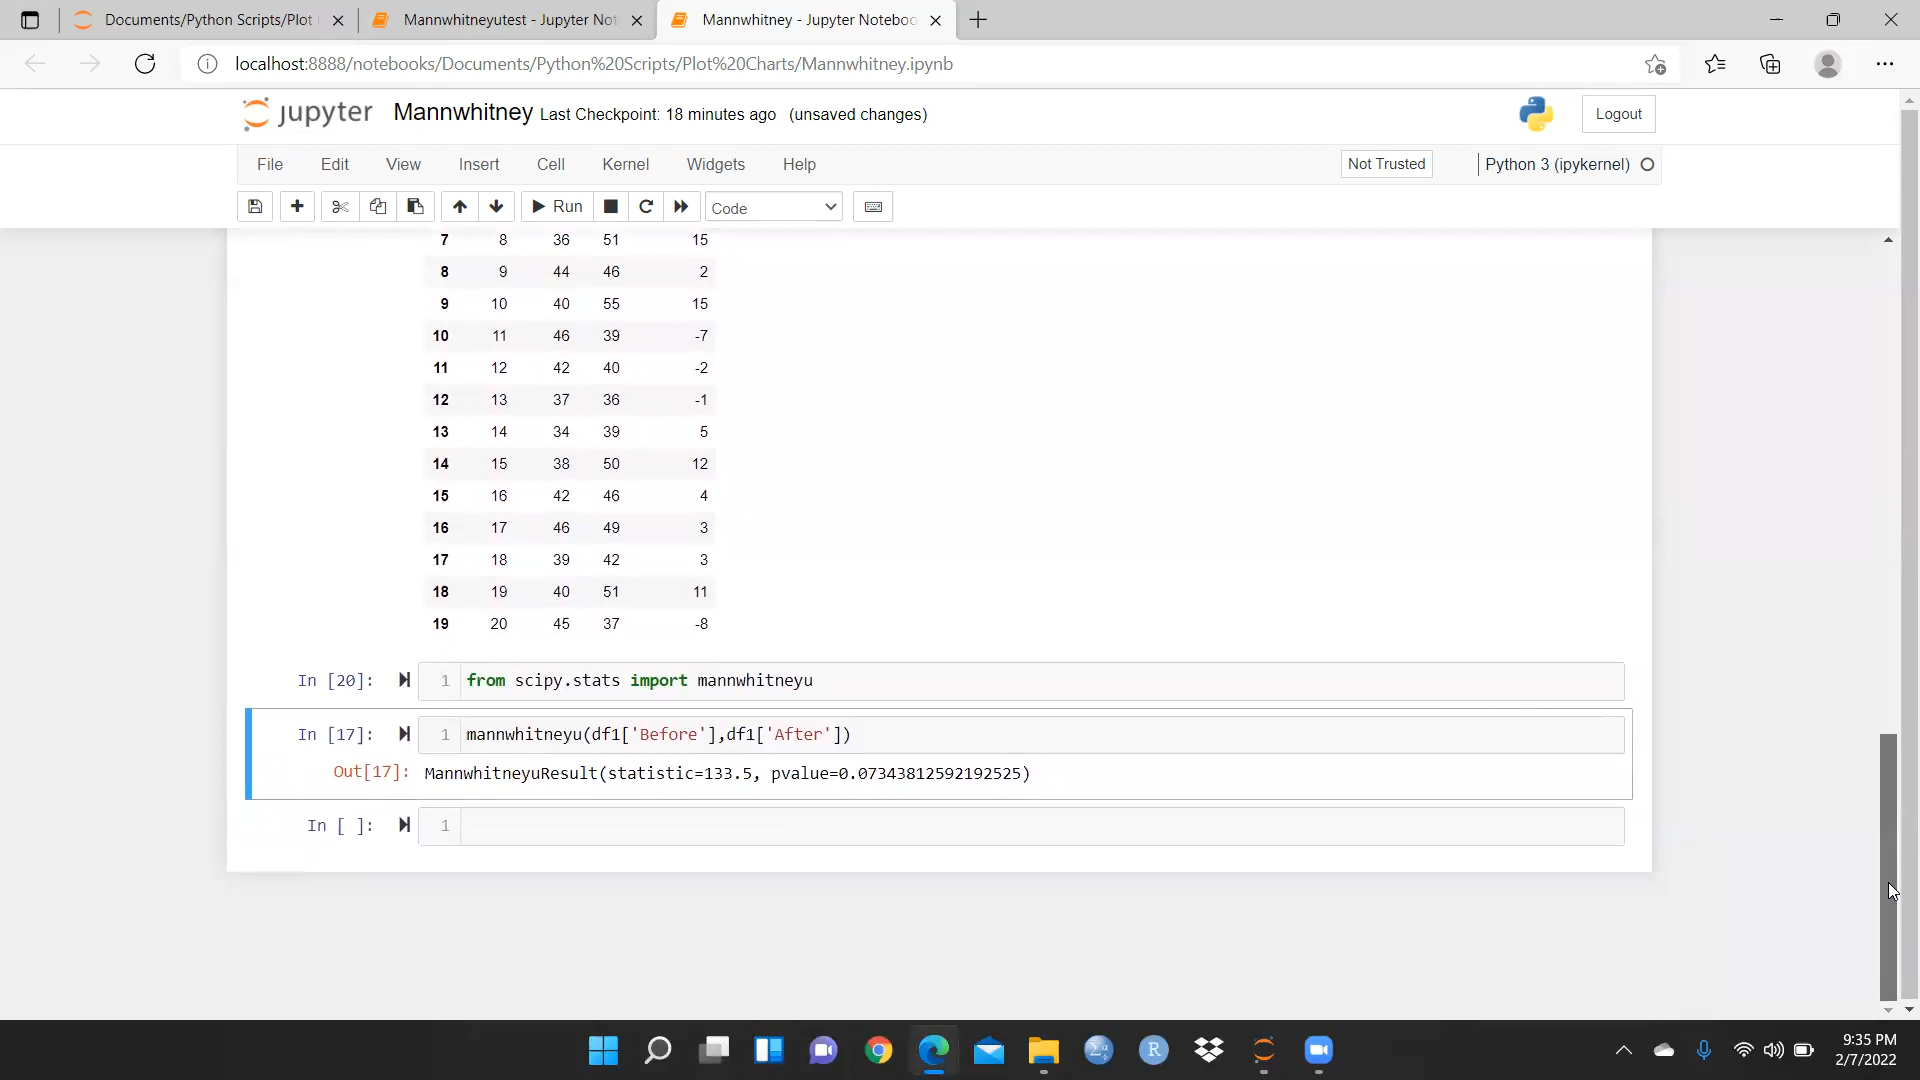 Documents/Python Scripts/Plot
Mannwhitneyutest - Jupyter Not
Mannwhitney - Jupyter Noteboo
localhost:8888/notebooks/Documents/Python%20Scripts/Plot%20Charts/Mannwhitney.ipynb
jupyter Mannwhitney Last Checkpoint: 18 minutes ago (unsaved changes) Logout
File Edit View Insert Cell Kernel Widgets Help Not Trusted Python 3 (ipykernel)
Run Code
7 8 36 51 15
8 9 44 46 2
9 10 40 55 15
10 11 46 39 -7
11 12 42 40 -2
12 13 37 36 -1
13 14 34 39 5
14 15 38 50 12
15 16 42 46 4
16 17 46 49 3
17 18 39 42 3
18 19 40 51 11
19 20 45 37 -8
In [20]: 1 from scipy.stats import mannwhitneyu
In [17]: 1 mannwhitneyu(df1['Before'],df1['After'])
Out[17]: MannwhitneyuResult(statistic=133.5, pvalue=0.07343812592192525)
In [ ]: 1
Σα
R
9:35 PM
2/7/2022